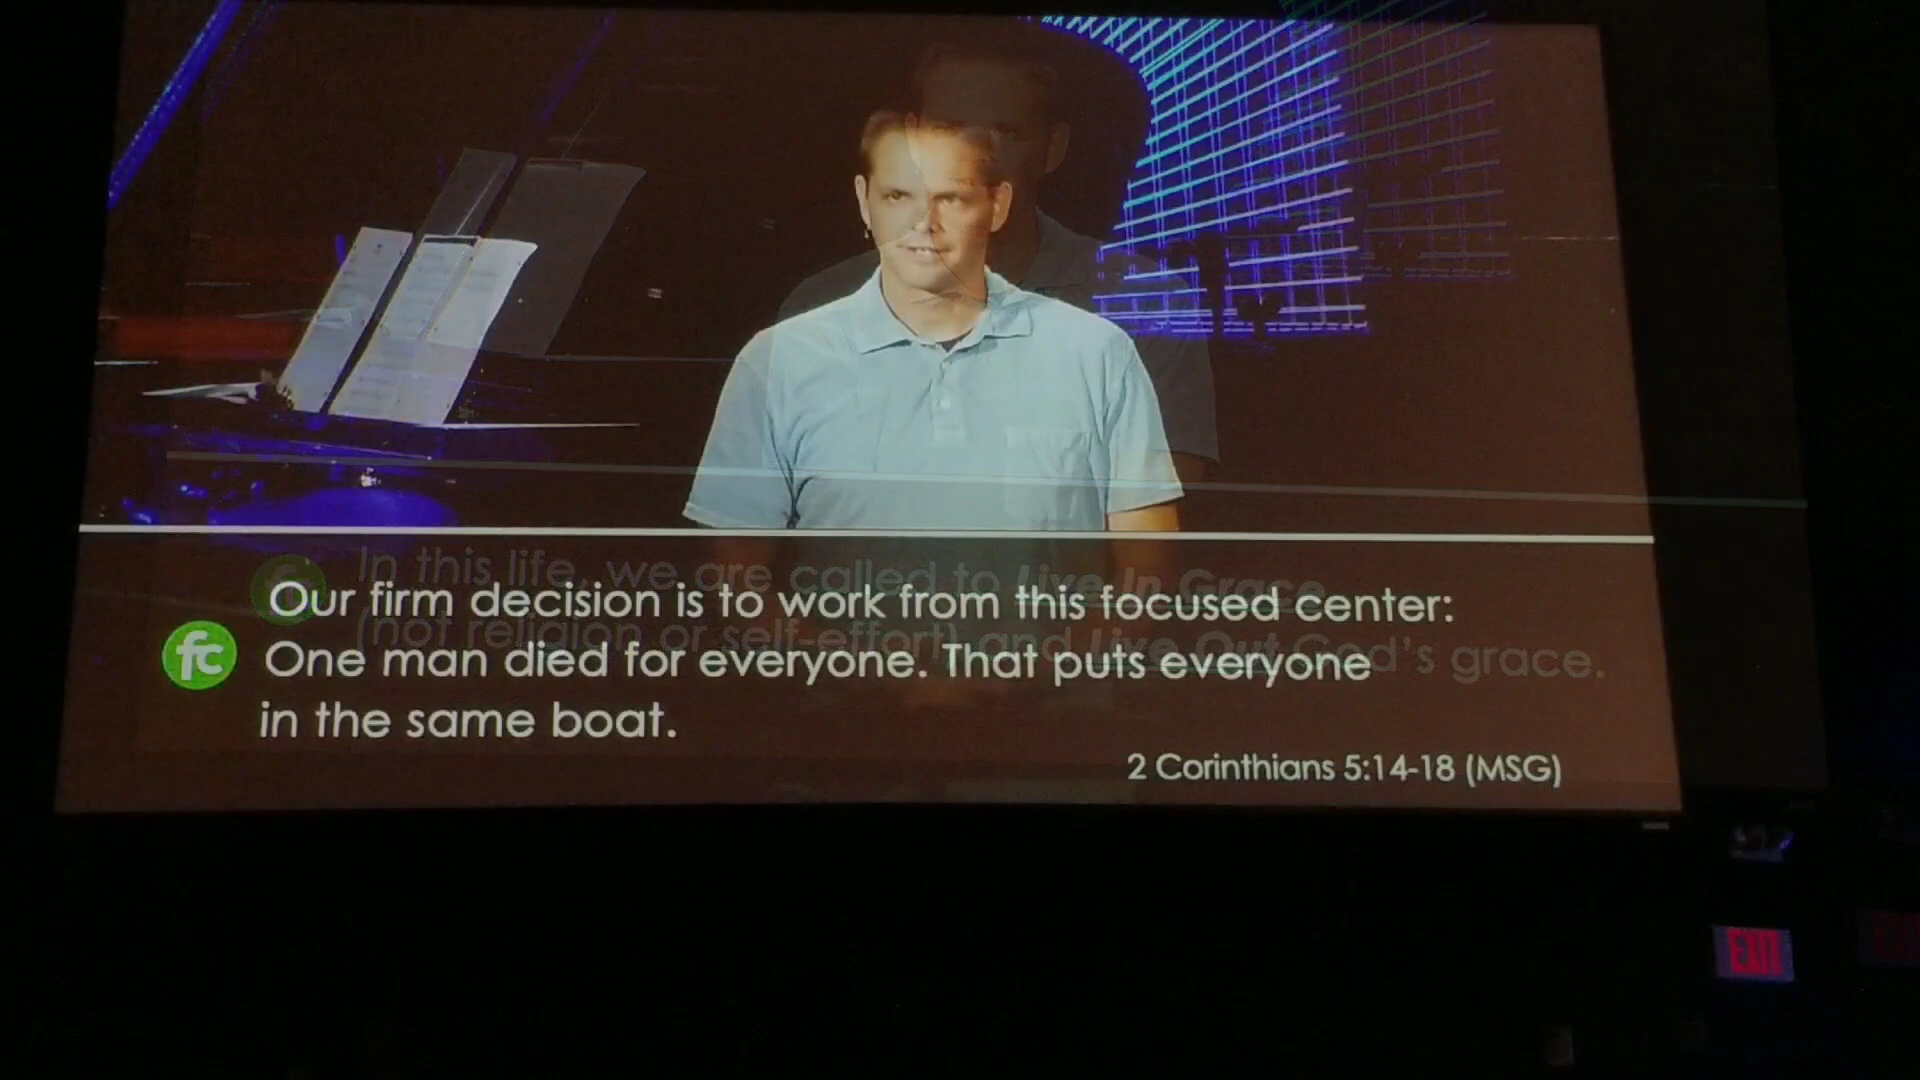 In this life, we are called to Live In Grace
(not religion or self-effort) and Live Out God's grace.
Our firm decision is to work from this focused center:
fc
One man died for everyone. That puts everyone
in the same boat.
2 Corinthians 5:14-18 (MSG)
EXIT
EXIT